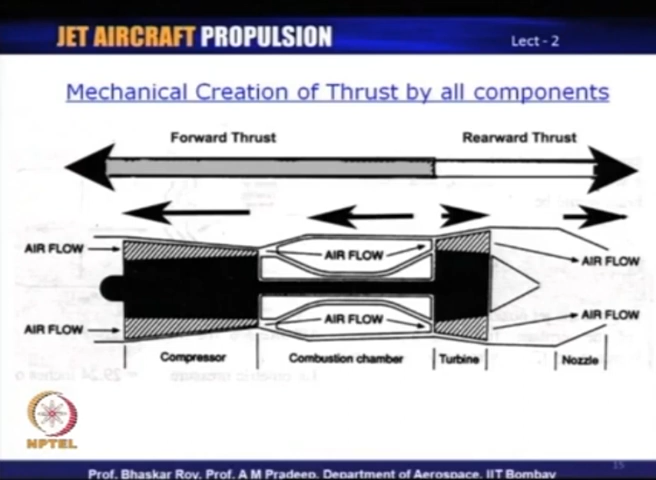 JET AIRCRAFT PROPULSION
Lect - 2
Mechanical Creation of Thrust by all components
Forward Thrust
Rearward Thrust
AIR FLOW
AIR FLOW
AIR FLOW
AIR FLOW
AIR FLOW
AIR FLOW
Compressor
Combustion chamber
Turbine
Nozzle
NPTEL
15
Prof. Bhaskar Roy, Prof. A M Pradeep, Department of Aerospace, IIT Bombay